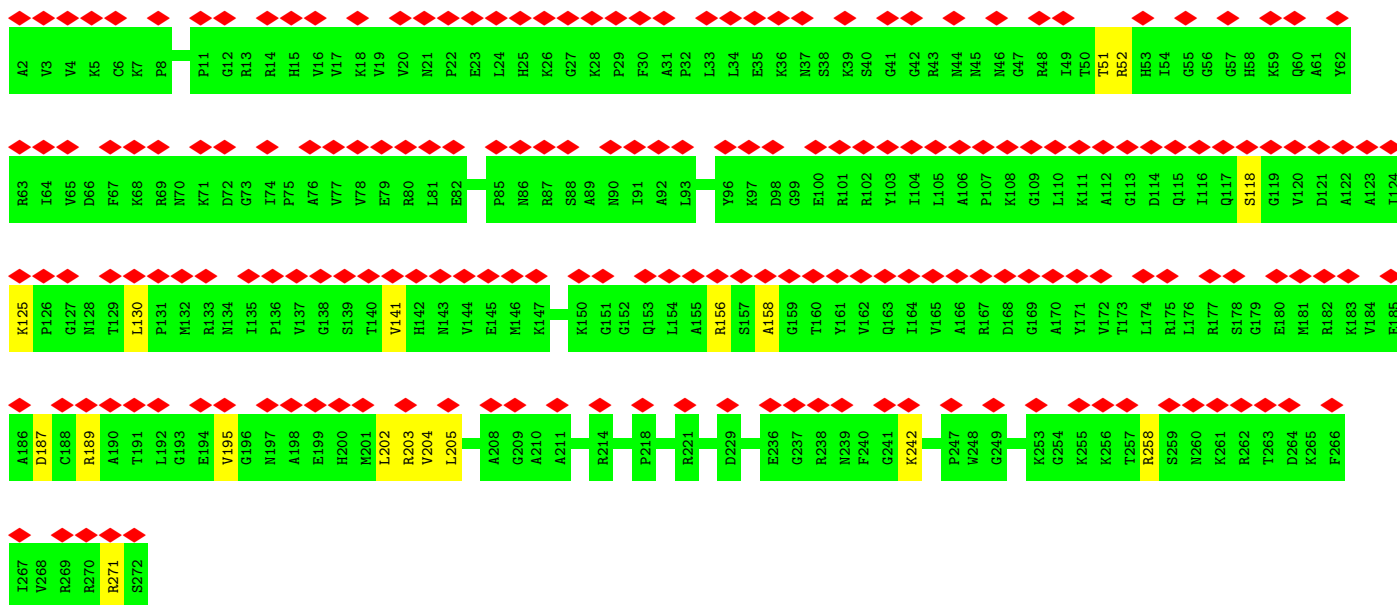 A2 V3 V4 K5 C6 K7 P8 P11 G12 R13 R14 H15 V16 V17 K18 V19 V20 N21 P22 E23 L24 H25 K26 G27 K28 P29 F30 A31 P32 L33 L34 E35 K36 N37 S38 K39 S40 G41 G42 R43 N44 N45 N46 G47 R48 I49 T50 T51 R52 H53 I54 G55 G56 G57 H58 K59 Q60 A61 Y62
R63 I64 V65 D66 F67 K68 R69 N70 K71 D72 G73 I74 P75 A76 V77 V78 E79 R80 L81 E82 P85 N86 R87 S88 A89 N90 I91 A92 L93 Y96 K97 D98 G99 E100 R101 R102 Y103 I104 L105 A106 P107 K108 G109 L110 K111 A112 G113 D114 Q115 I116 Q117 S118 G119 V120 D121 A122 A123 I124
K125 P126 G127 N128 T129 L130 P131 M132 R133 N134 I135 P136 V137 G138 S139 T140 V141 H142 N143 V144 E145 M146 K147 K150 G151 G152 Q153 L154 A155 R156 S157 A158 G159 T160 Y161 V162 Q163 I164 V165 A166 R167 D168 G169 A170 Y171 V172 T173 L174 R175 L176 R177 S178 G179 E180 M181 R182 K183 V184 E185
A186 D187 C188 R189 A190 T191 L192 G193 E194 V195 G196 N197 A198 E199 H200 M201 L202 R203 V204 L205 A208 G209 A210 A211 R214 P218 R221 D229 E236 G237 R238 N239 F240 G241 K242 P247 W248 G249 K253 G254 K255 K256 T257 R258 S259 N260 K261 R262 T263 D264 K265 F266
I267 V268 R269 R270 R271 S272